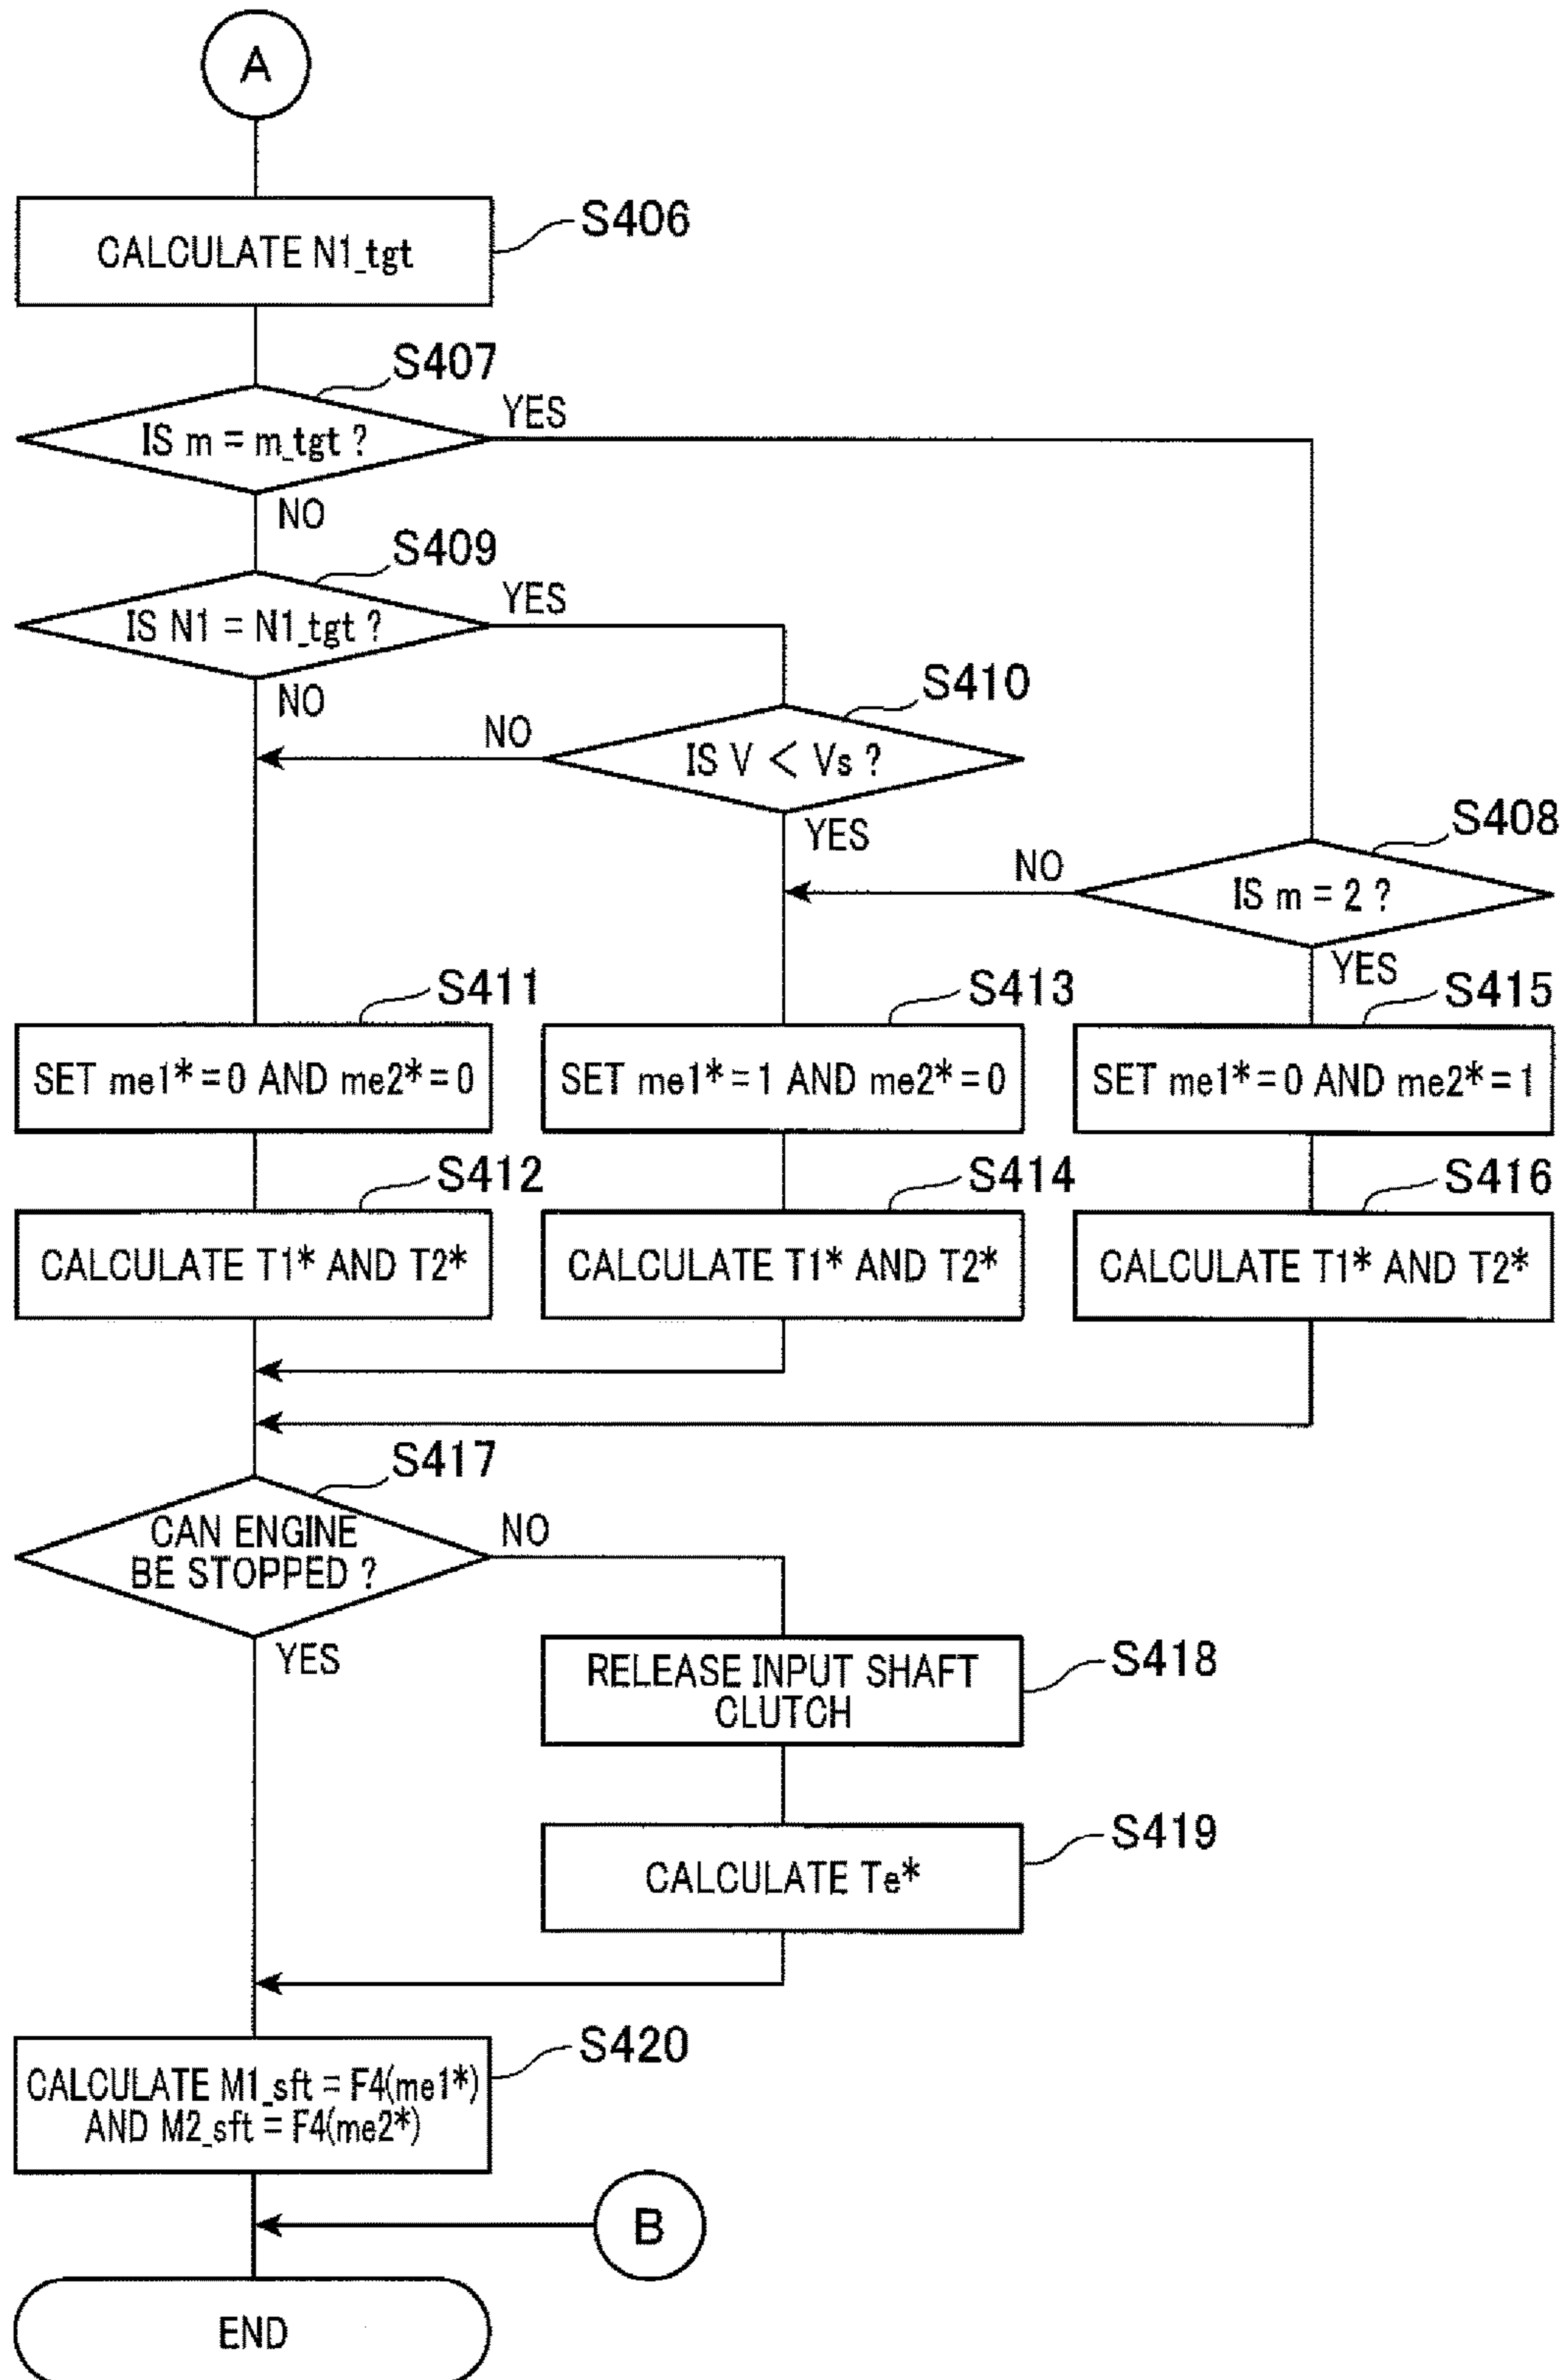 A
CALCULATE N1_tgt
S406
S407
IS m = m_tgt ?
YES
NO
S409
IS N1 = N1_tgt ?
YES
NO
S410
IS V < Vs ?
NO
YES
S408
IS m = 2 ?
NO
YES
S411
SET me1* = 0 AND me2* = 0
S413
SET me1* = 1 AND me2* = 0
S415
SET me1* = 0 AND me2* = 1
S412
CALCULATE T1* AND T2*
S414
CALCULATE T1* AND T2*
S416
CALCULATE T1* AND T2*
S417
CAN ENGINE
BE STOPPED ?
NO
YES
RELEASE INPUT SHAFT
CLUTCH
S418
CALCULATE Te*
S419
S420
CALCULATE M1_sft = F4(me1*)
AND M2_sft = F4(me2*)
B
END